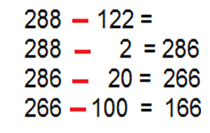 288 – 122 =
288 – 2 = 286
286 – 20 = 266
266 – 100 = 166